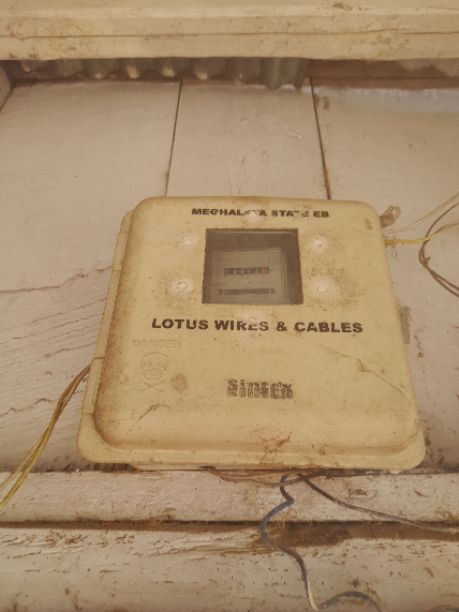 MEGHALAYA STATE EB
LOTUS WIRES & CABLES
DANGER
Sintex